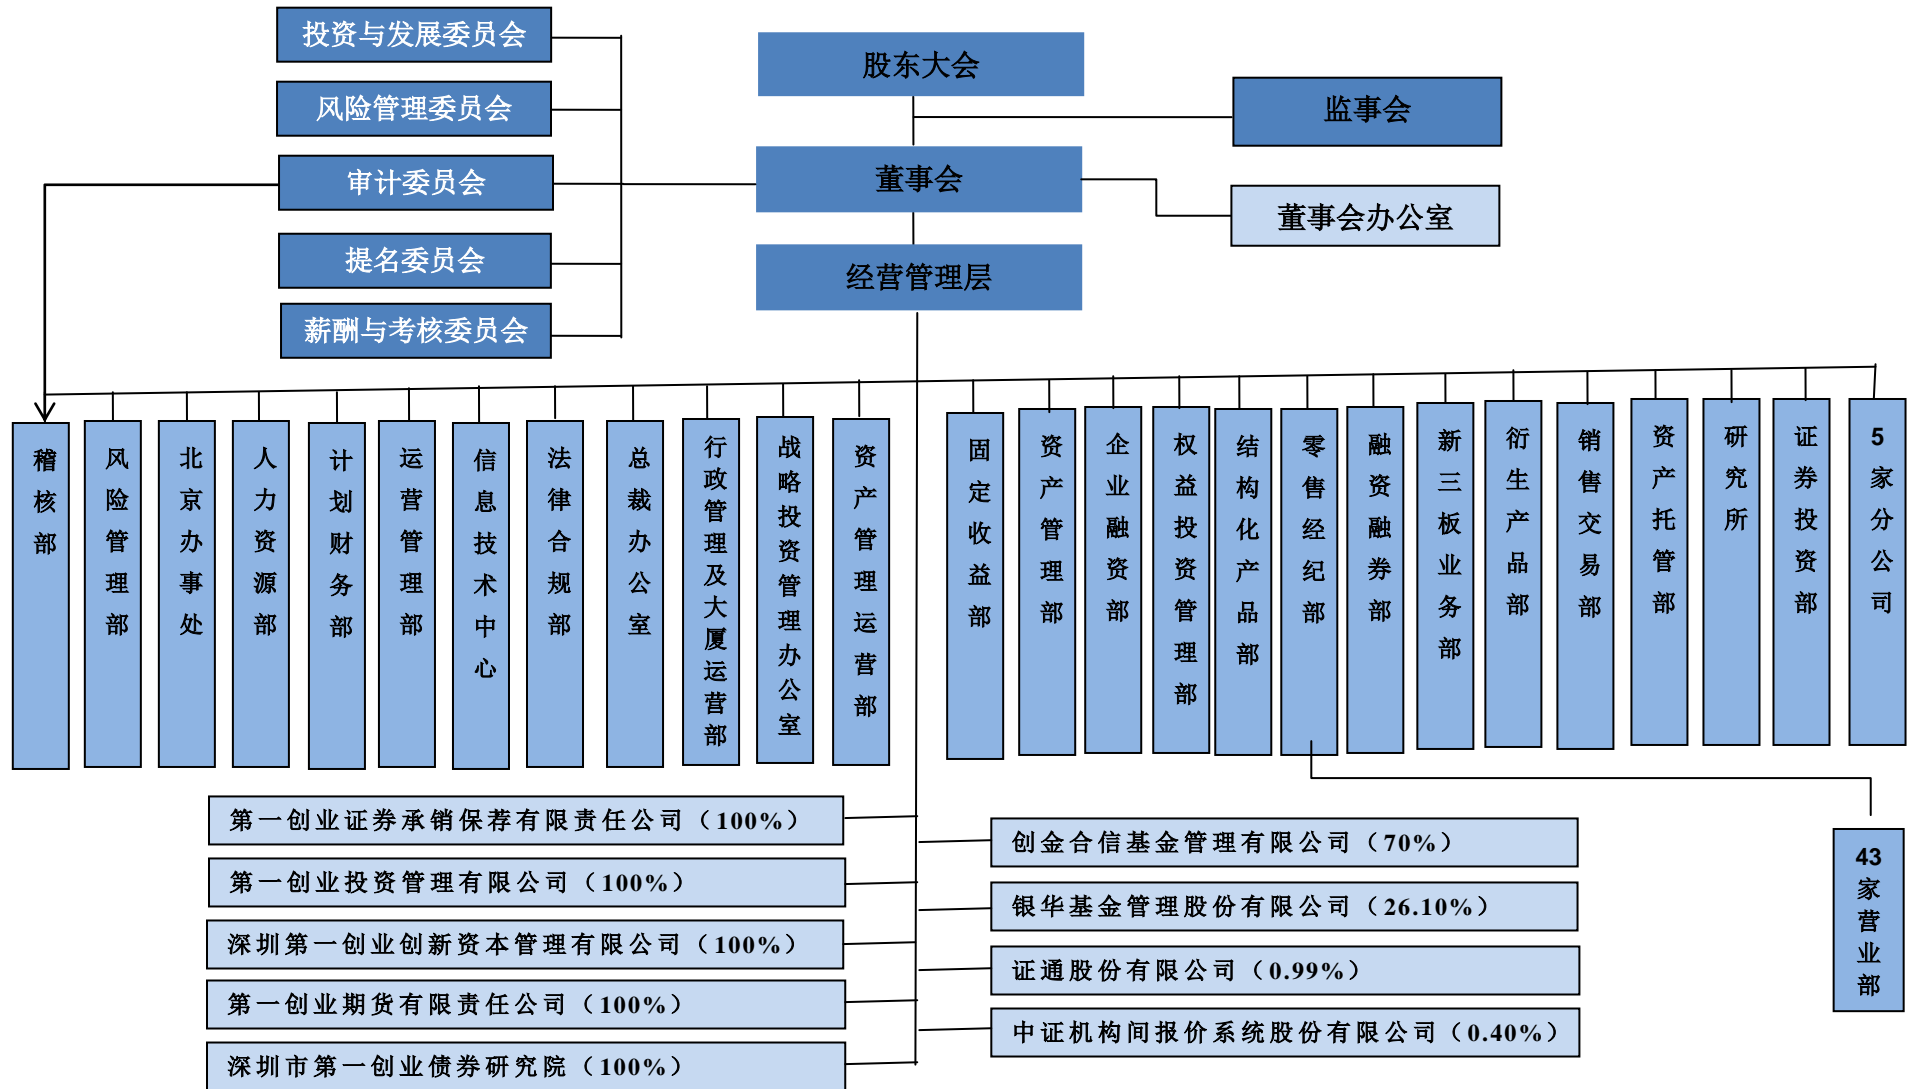 投资与发展委员会
股东大会
风险管理委员会
监事会
审计委员会
董事会
董事会办公室
提名委员会
经营管理层
薪酬与考核委员会
稽核部
风险管理部
北京办事处
人力资源部
计划财务部
运营管理部
信息技术中心
法律合规部
总裁办公室
行政管理及大厦运营部
战略投资管理办公室
资产管理运营部
固定收益部
资产管理部
企业融资部
权益投资管理部
结构化产品部
零售经纪部
融资融券部
新三板业务部
衍生产品部
销售交易部
资产托管部
研究所
证券投资部
5家分公司
第一创业证券承销保荐有限责任公司（100%）
第一创业投资管理有限公司（100%）
深圳第一创业创新资本管理有限公司（100%）
第一创业期货有限责任公司（100%）
深圳市第一创业债券研究院（100%）
创金合信基金管理有限公司（70%）
银华基金管理股份有限公司（26.10%）
证通股份有限公司（0.99%）
中证机构间报价系统股份有限公司（0.40%）
43家营业部